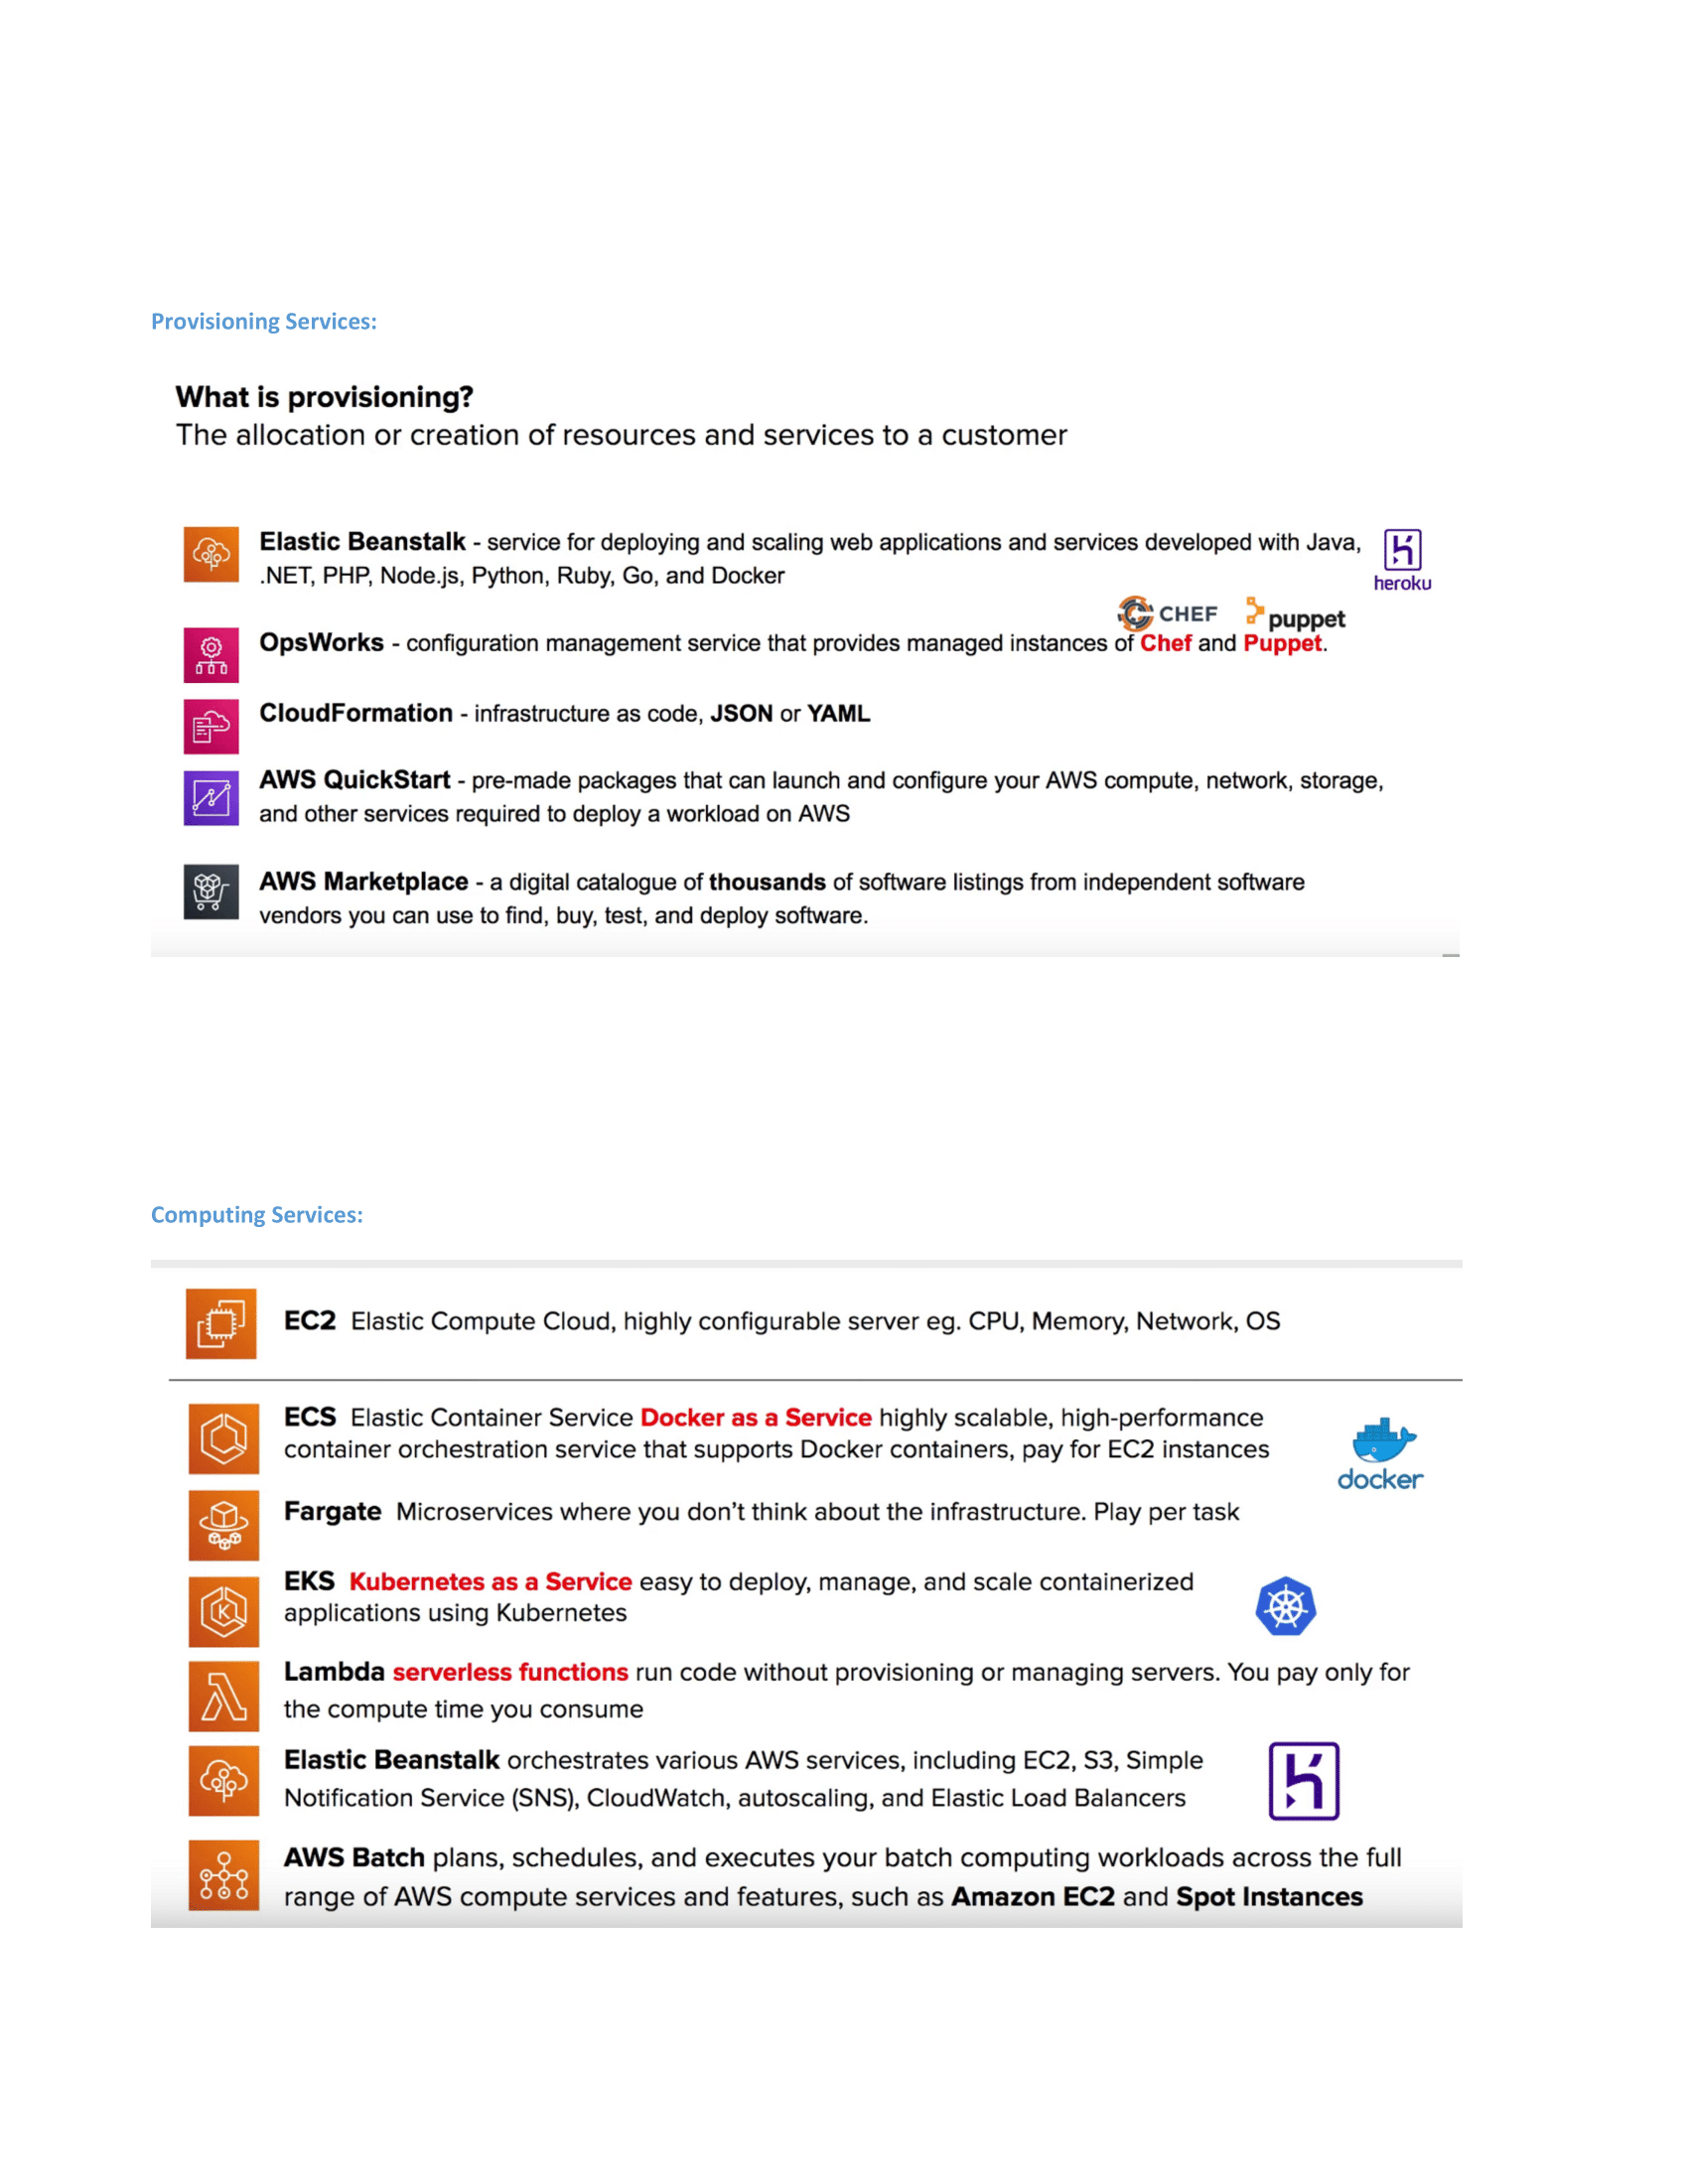 Provisioning Services:
What is provisioning?
The allocation or creation of resources and services to a customer
Elastic Beanstalk - service for deploying and scaling web applications and services developed with Java,
.NET, PHP, Node.js, Python, Ruby, Go, and Docker
heroku
CHEF puppet
OpsWorks - configuration management service that provides managed instances of Chef and Puppet.
CloudFormation - infrastructure as code, JSON or YAML
AWS QuickStart - pre-made packages that can launch and configure your AWS compute, network, storage,
and other services required to deploy a workload on AWS
AWS Marketplace - a digital catalogue of thousands of software listings from independent software
vendors you can use to find, buy, test, and deploy software.
Computing Services:
EC2 Elastic Compute Cloud, highly configurable server eg. CPU, Memory, Network, OS
ECS Elastic Container Service Docker as a Service highly scalable, high-performance
container orchestration service that supports Docker containers, pay for EC2 instances
docker
Fargate Microservices where you don't think about the infrastructure. Play per task
EKS Kubernetes as a Service easy to deploy, manage, and scale containerized
applications using Kubernetes
K
Lambda serverless functions run code without provisioning or managing servers. You pay only for
the compute time you consume
Elastic Beanstalk orchestrates various AWS services, including EC2, S3, Simple
Notification Service (SNS), CloudWatch, autoscaling, and Elastic Load Balancers
AWS Batch plans, schedules, and executes your batch computing workloads across the full
range of AWS compute services and features, such as Amazon EC2 and Spot Instances